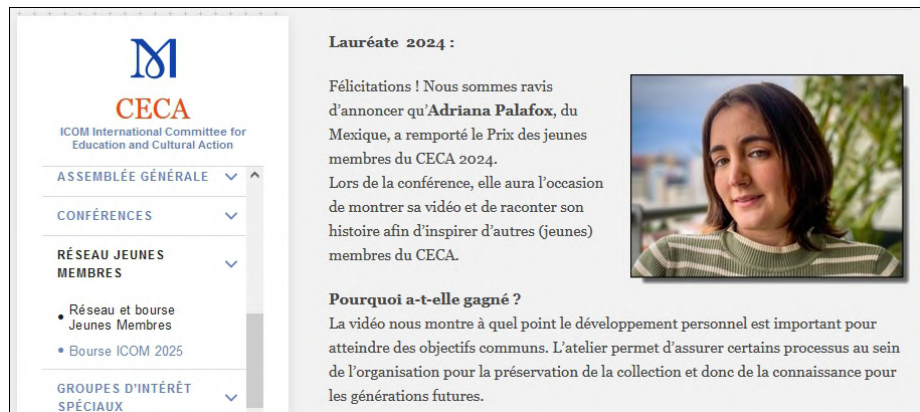 CECA
ICOM International Committee for
Education and Cultural Action
ASSEMBLÉE GÉNÉRALE
CONFÉRENCES
RÉSEAU JEUNES
MEMBRES
Réseau et bourse
Jeunes Membres
Bourse ICOM 2025
GROUPES D'INTÉRÊT
SPÉCIAUX
Lauréate 2024 :
Félicitations ! Nous sommes ravis
d’annoncer qu’Adriana Palafox, du
Mexique, a remporté le Prix des jeunes
membres du CECA 2024.
Lors de la conférence, elle aura l’occasion
de montrer sa vidéo et de raconter son
histoire afin d’inspirer d’autres (jeunes)
membres du CECA.
Pourquoi a-t-elle gagné ?
La vidéo nous montre à quel point le développement personnel est important pour
atteindre des objectifs communs. L’atelier permet d’assurer certains processus au sein
de l’organisation pour la préservation de la collection et donc de la connaissance pour
les générations futures.